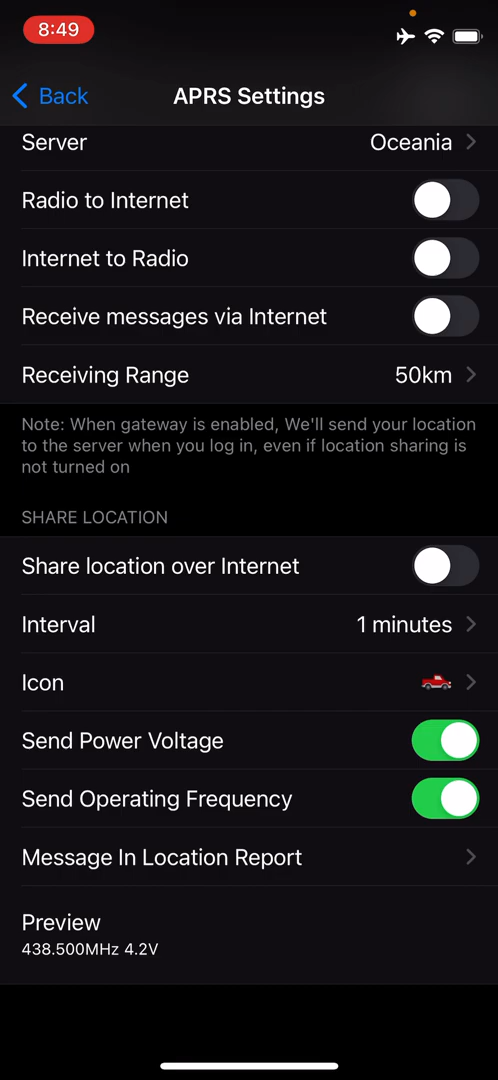 8:49
Back
APRS Settings
Server Oceania
Radio to Internet
Internet to Radio
Receive messages via Internet
Receiving Range 50km
Note: When gateway is enabled, We'll send your location
to the server when you log in, even if location sharing is
not turned on
SHARE LOCATION
Share location over Internet
Interval 1 minutes
Icon
Send Power Voltage
Send Operating Frequency
Message In Location Report
Preview
438.500MHz 4.2V